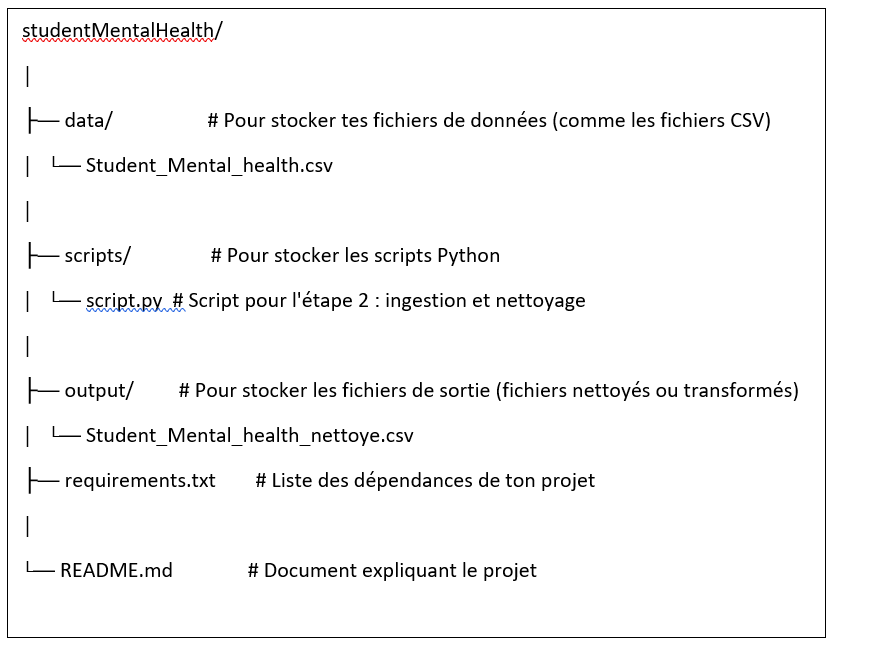 studentMentalHealth/
│
├── data/ # Pour stocker tes fichiers de données (comme les fichiers CSV)
│ └── Student_Mental_health.csv
│
├── scripts/ # Pour stocker les scripts Python
│ └── script.py # Script pour l'étape 2 : ingestion et nettoyage
│
├── output/ # Pour stocker les fichiers de sortie (fichiers nettoyés ou transformés)
│ └── Student_Mental_health_nettoye.csv
├── requirements.txt # Liste des dépendances de ton projet
│
└── README.md # Document expliquant le projet